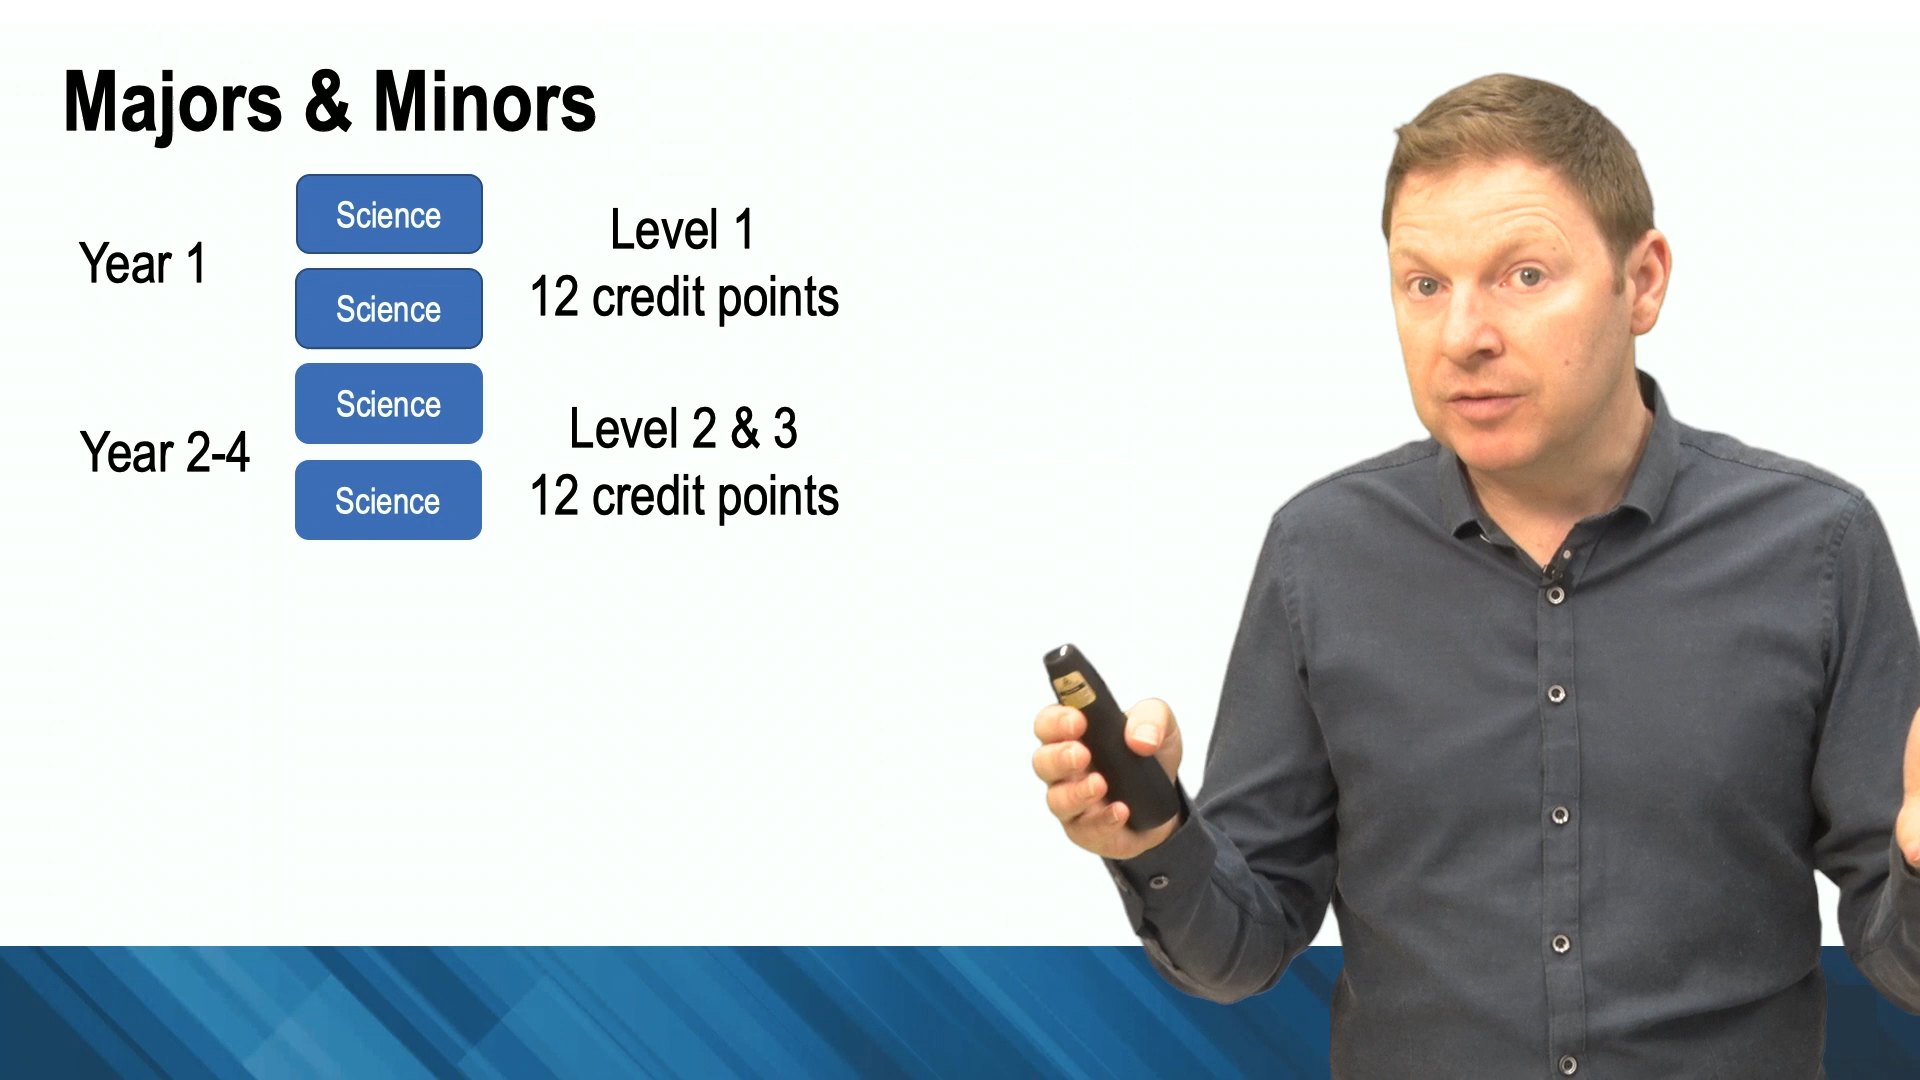 Majors & Minors
Year 1
Science
Science
Level 1
12 credit points
Year 2-4
Science
Science
Level 2 & 3
12 credit points